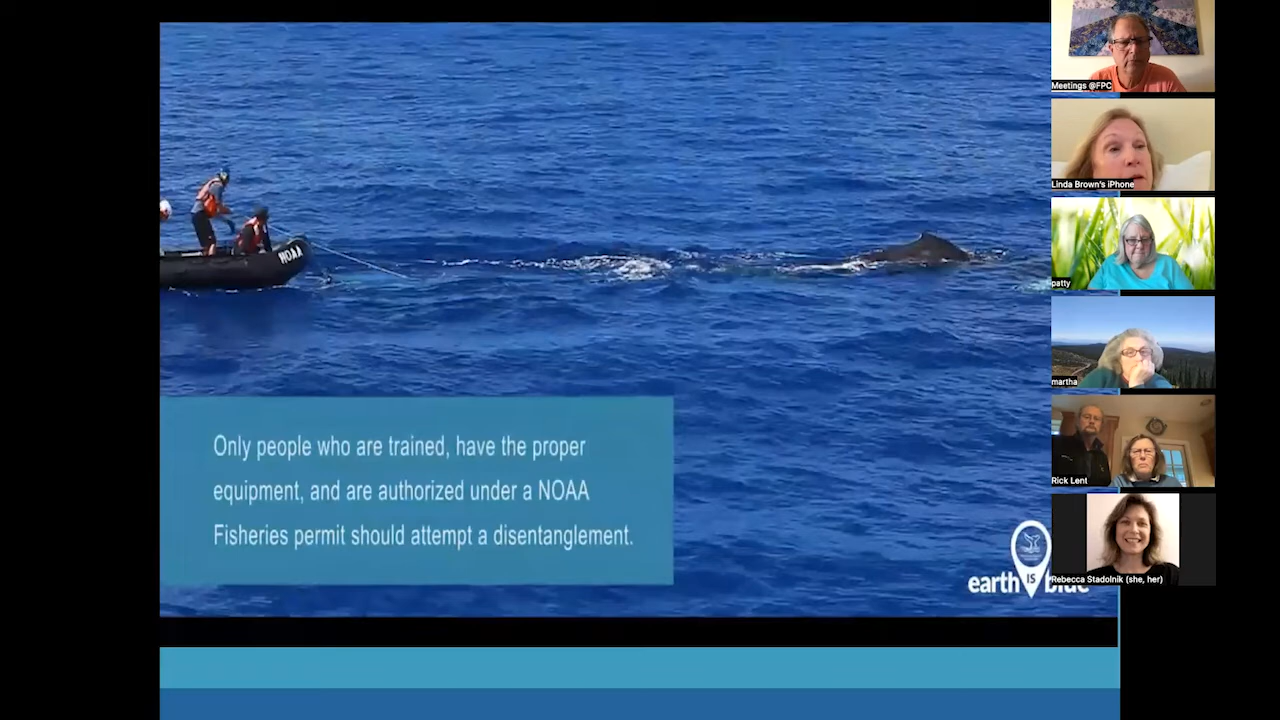 Meetings @FPC
Linda Brown's iPhone
patty
martha
Rick Lent
Rebecca Stadolnik (she, her)
NOAA
Only people who are trained, have the proper
equipment, and are authorized under a NOAA
Fisheries permit should attempt a disentanglement.
earth IS blue